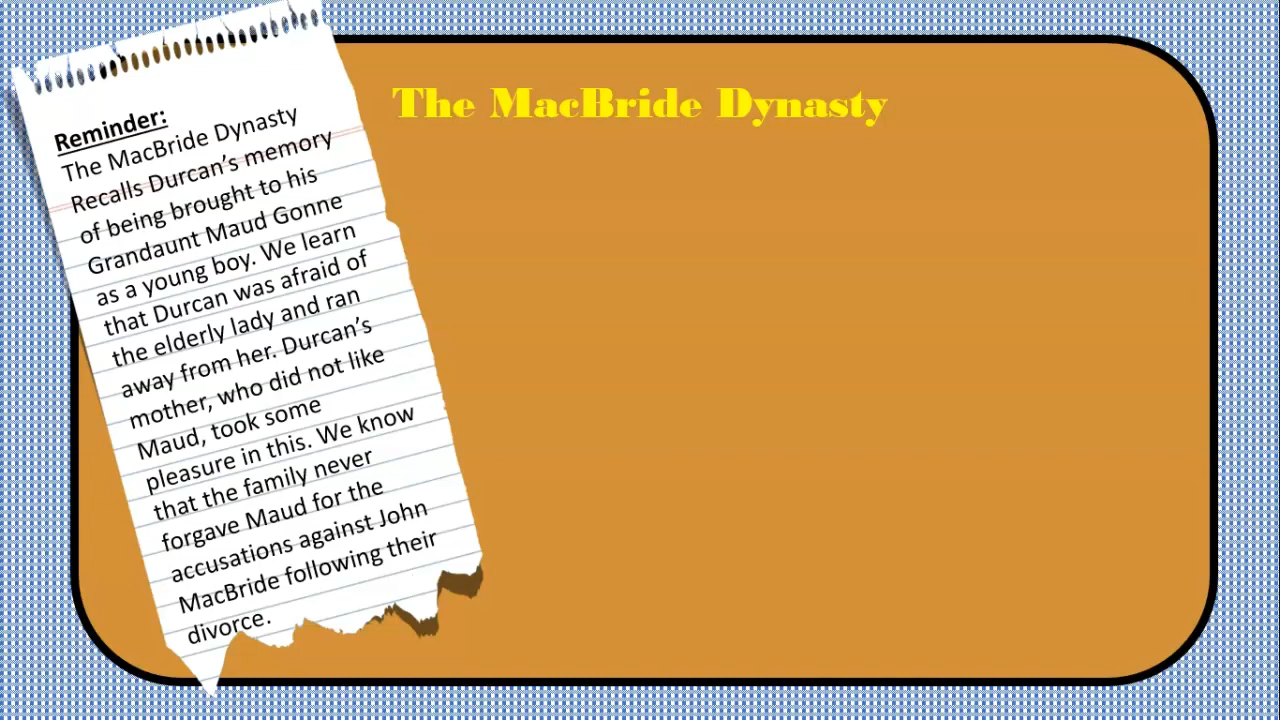 The MacBride Dynasty
Reminder:
The MacBride Dynasty
Recalls Durcan's memory
of being brought to his
Grandaunt Maud Gonne
as a young boy. We learn
that Durcan was afraid of
the elderly lady and ran
away from her. Durcan's
mother, who did not like
Maud, took some
pleasure in this. We know
that the family never
forgave Maud for the
accusations against John
MacBride following their
divorce.